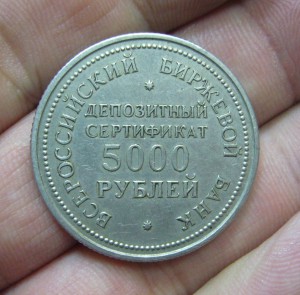 ВСЕРОССИЙСКИЙ БИРЖЕВОЙ БАНК
ДЕПОЗИТНЫЙ
СЕРТИФИКАТ
5000
РУБЛЕЙ